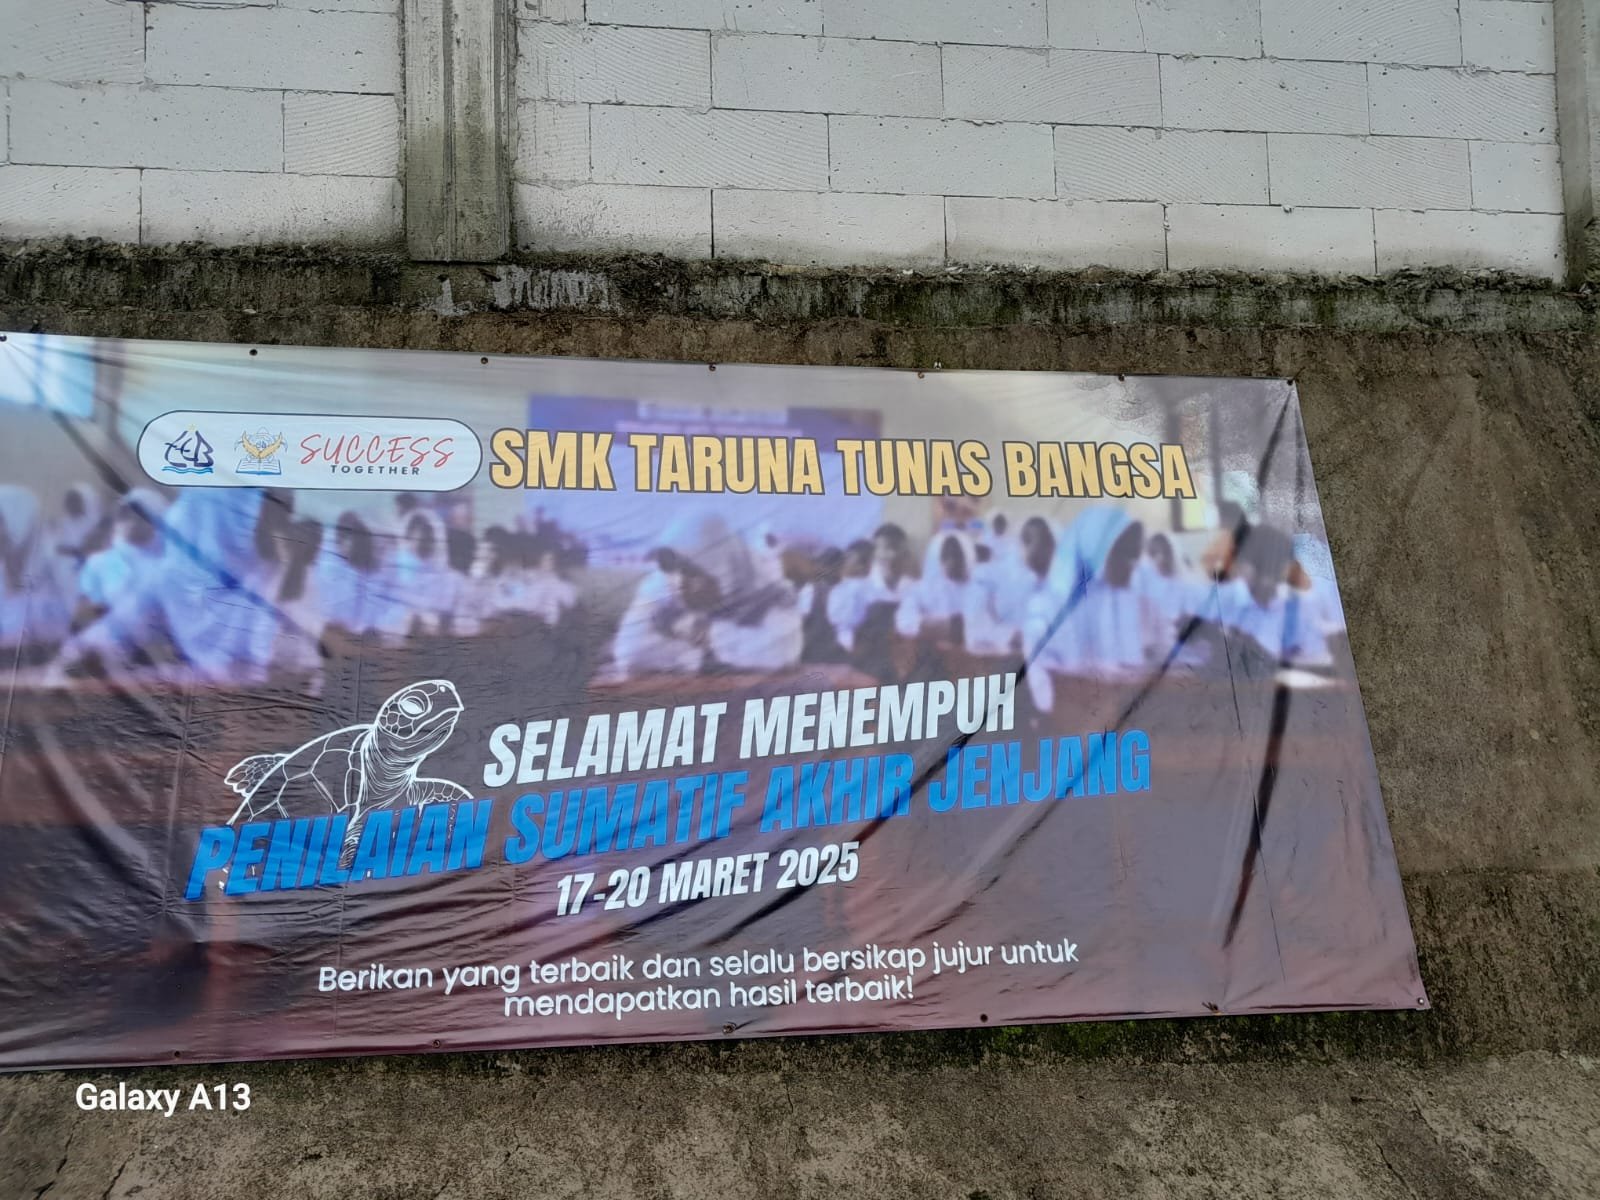 SUCCESS
TOGETHER
SMK TARUNA TUNAS BANGSA
SELAMAT MENEMPUH
PENILAIAN SUMATIF AKHIR JENJANG
17-20 MARET 2025
Berikan yang terbaik dan selalu bersikap jujur untuk
mendapatkan hasil terbaik!
Galaxy A13